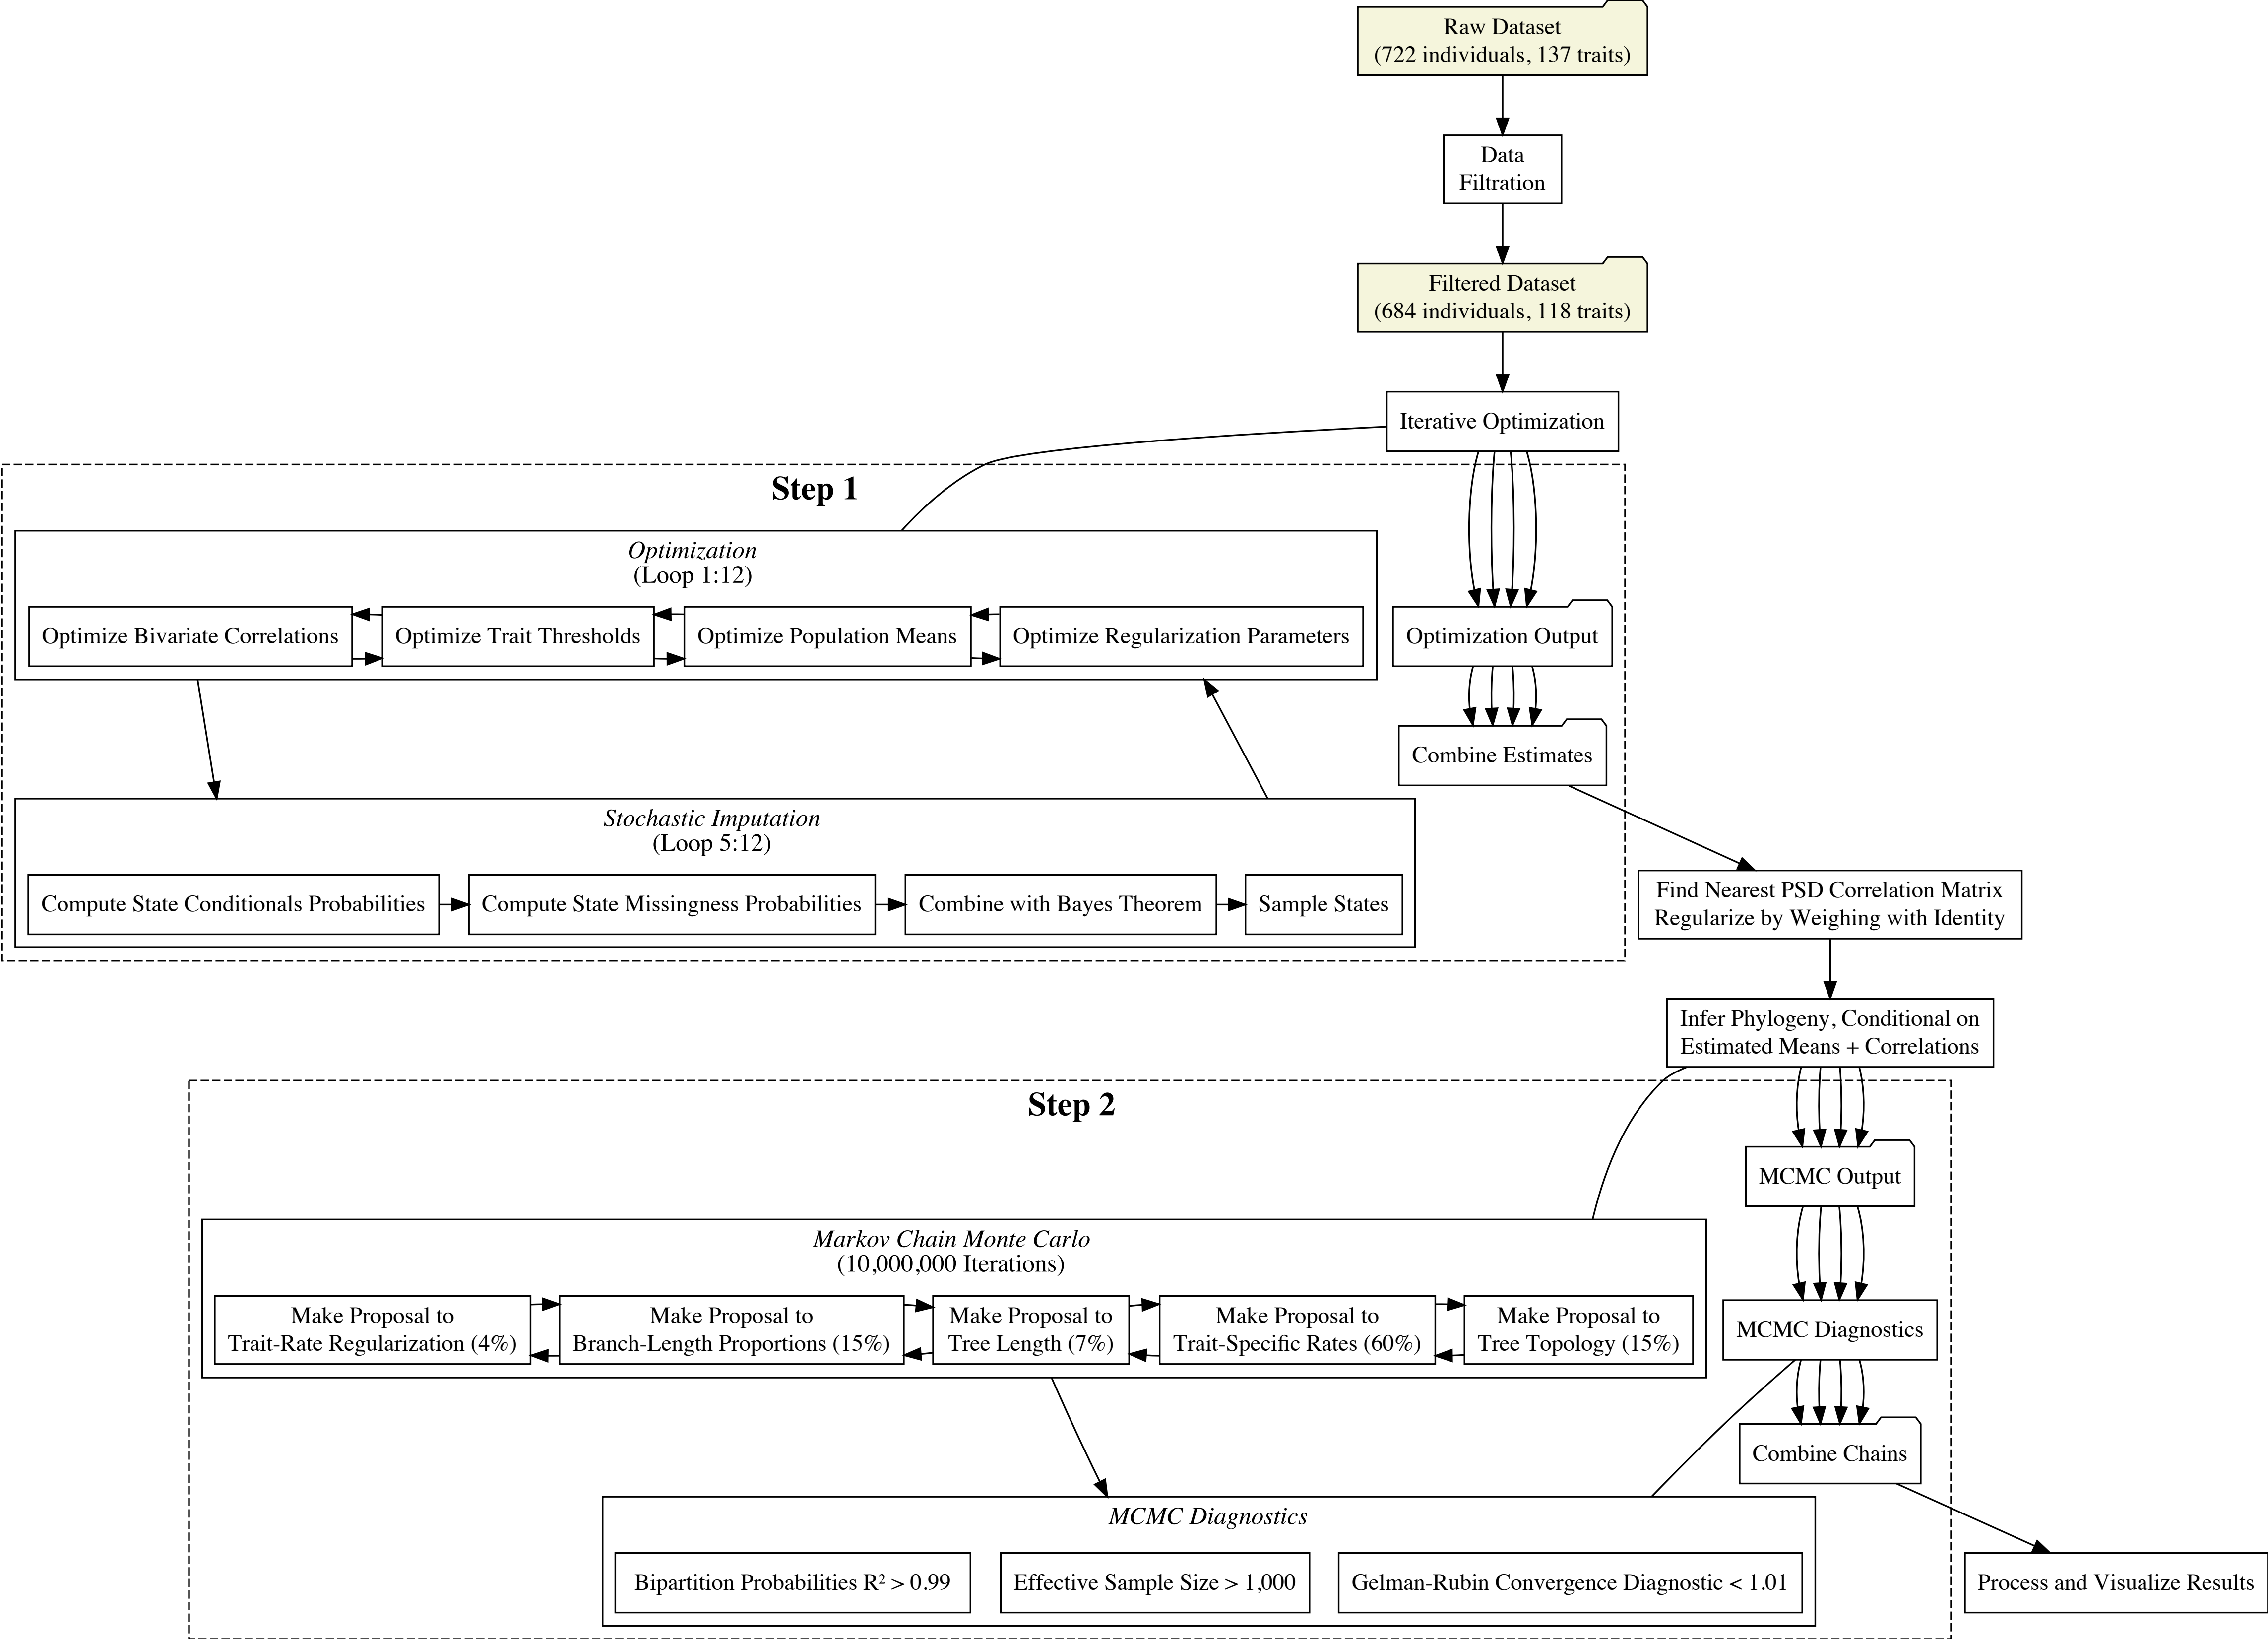 Raw Dataset
(722 individuals, 137 traits)
Data
Filtration
Filtered Dataset
(684 individuals, 118 traits)
Iterative Optimization
Step 1
Optimization
(Loop 1:12)
Optimize Bivariate Correlations
Optimize Trait Thresholds
Optimize Population Means
Optimize Regularization Parameters
Optimization Output
Combine Estimates
Stochastic Imputation
(Loop 5:12)
Compute State Conditionals Probabilities
Compute State Missingness Probabilities
Combine with Bayes Theorem
Sample States
Find Nearest PSD Correlation Matrix
Regularize by Weighing with Identity
Infer Phylogeny, Conditional on
Estimated Means + Correlations
Step 2
MCMC Output
Markov Chain Monte Carlo
(10,000,000 Iterations)
Make Proposal to
Trait-Rate Regularization (4%)
Make Proposal to
Branch-Length Proportions (15%)
Make Proposal to
Tree Length (7%)
Make Proposal to
Trait-Specific Rates (60%)
Make Proposal to
Tree Topology (15%)
MCMC Diagnostics
Combine Chains
MCMC Diagnostics
Bipartition Probabilities R² > 0.99
Effective Sample Size > 1,000
Gelman-Rubin Convergence Diagnostic < 1.01
Process and Visualize Results